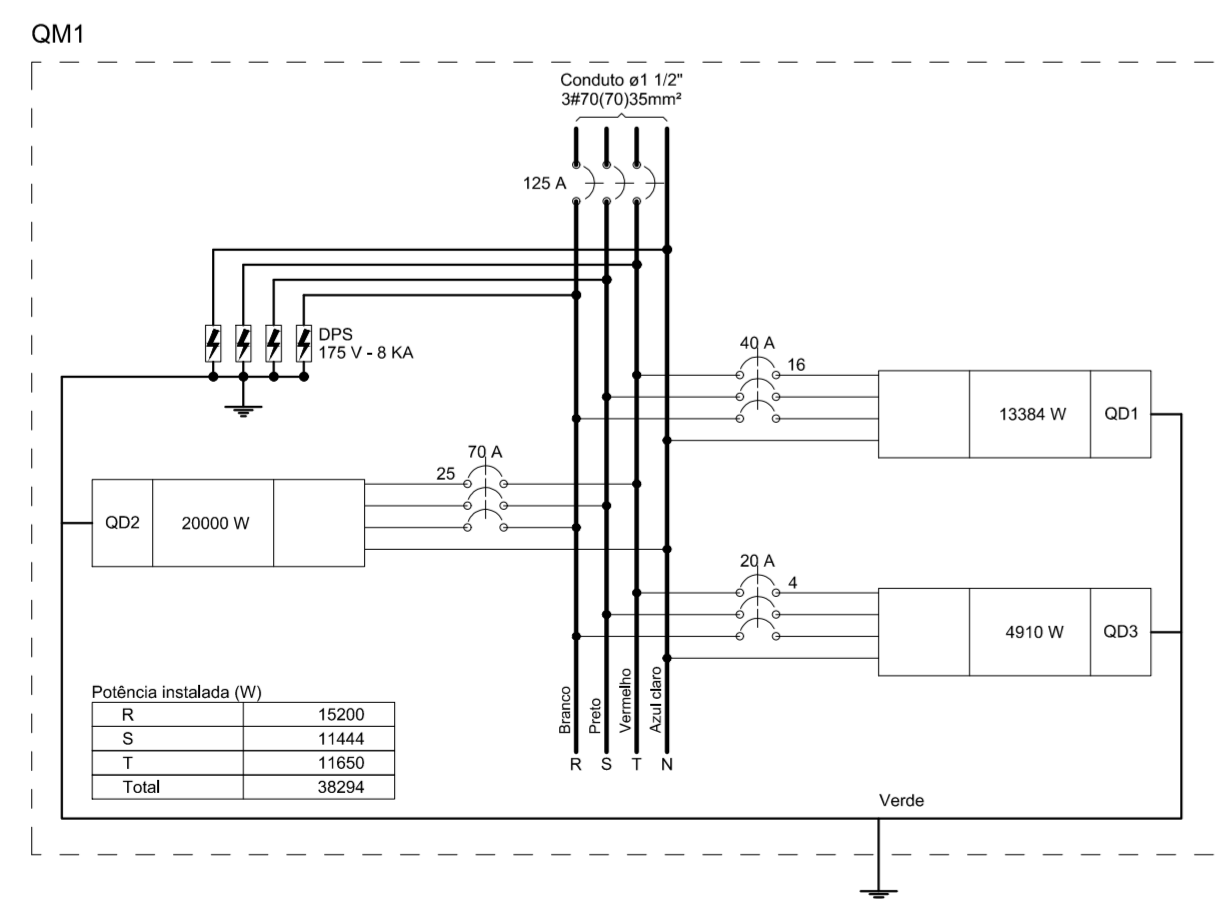 QM1
Conduto ø1 1/2"
3#70(70)35mm²
125 A
DPS
175 V - 8 KA
40 A
16
13384 W
QD1
70 A
25
QD2
20000 W
20 A
4
4910 W
QD3
Branco
Preto
Vermelho
Azul claro
R S T N
Potência instalada (W)
R 15200
S 11444
T 11650
Total 38294
Verde